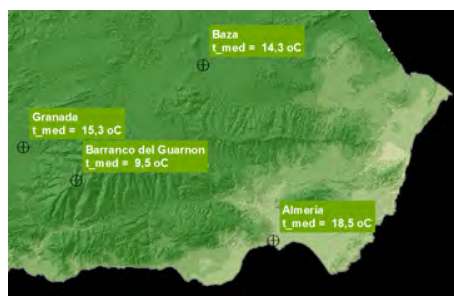 Baza
t_med = 14,3 oC
Granada
t_med = 15,3 oC
Barranco del Guarnon
t_med = 9,5 oC
Almeria
t_med = 18,5 oC